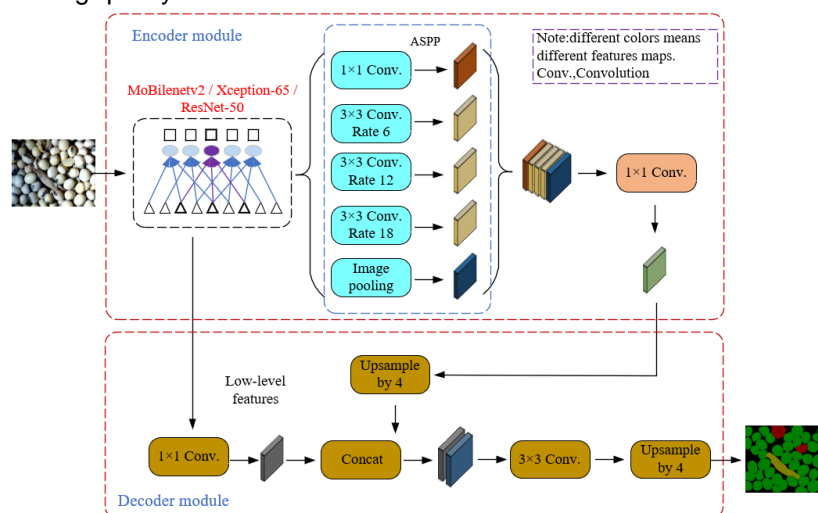 Encoder module
ASPP
Note:different colors means
different features maps.
Conv.,Convolution
MoBilenetv2 / Xception-65 /
ResNet-50
1×1 Conv.
3×3 Conv.
Rate 6
3×3 Conv.
Rate 12
3×3 Conv.
Rate 18
Image
pooling
1×1 Conv.
Upsample
by 4
Low-level
features
1×1 Conv.
Concat
3×3 Conv.
Upsample
by 4
Decoder module